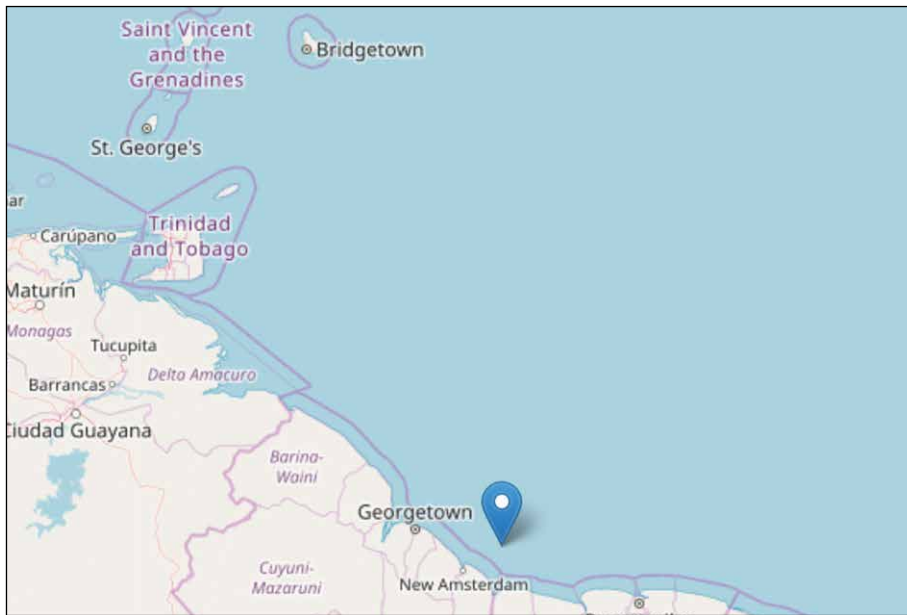 Saint Vincent
and the
Grenadines
Bridgetown
St. George's
ar
Carúpano
Trinidad
and Tobago
Maturín
Monagas
Tucupita
Delta Amacuro
Barrancas
Ciudad Guayana
Barina-
Waini
Georgetown
Cuyuni-
Mazaruni
New Amsterdam